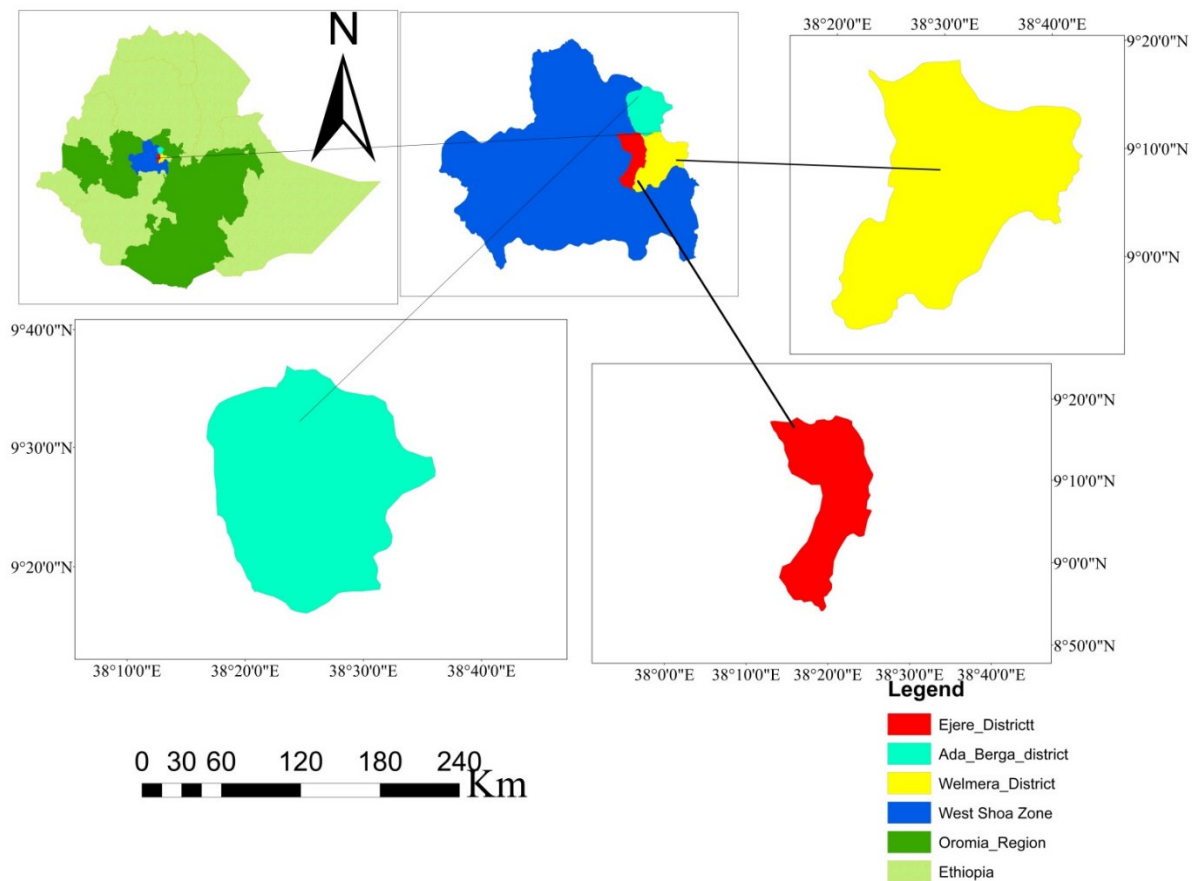 N
38°20'0"E 38°30'0"E 38°40'0"E
9°20'0"N
9°10'0"N
9°0'0"N
9°40'0"N
9°30'0"N
9°20'0"N
38°10'0"E 38°20'0"E 38°30'0"E 38°40'0"E
9°20'0"N
9°10'0"N
9°0'0"N
8°50'0"N
38°0'0"E 38°10'0"E 38°20'0"E 38°30'0"E 38°40'0"E
Legend
Ejere_Districtt
Ada_Berga_district
Welmera_District
West Shoa Zone
Oromia_Region
Ethiopia
0 30 60 120 180 240
Km